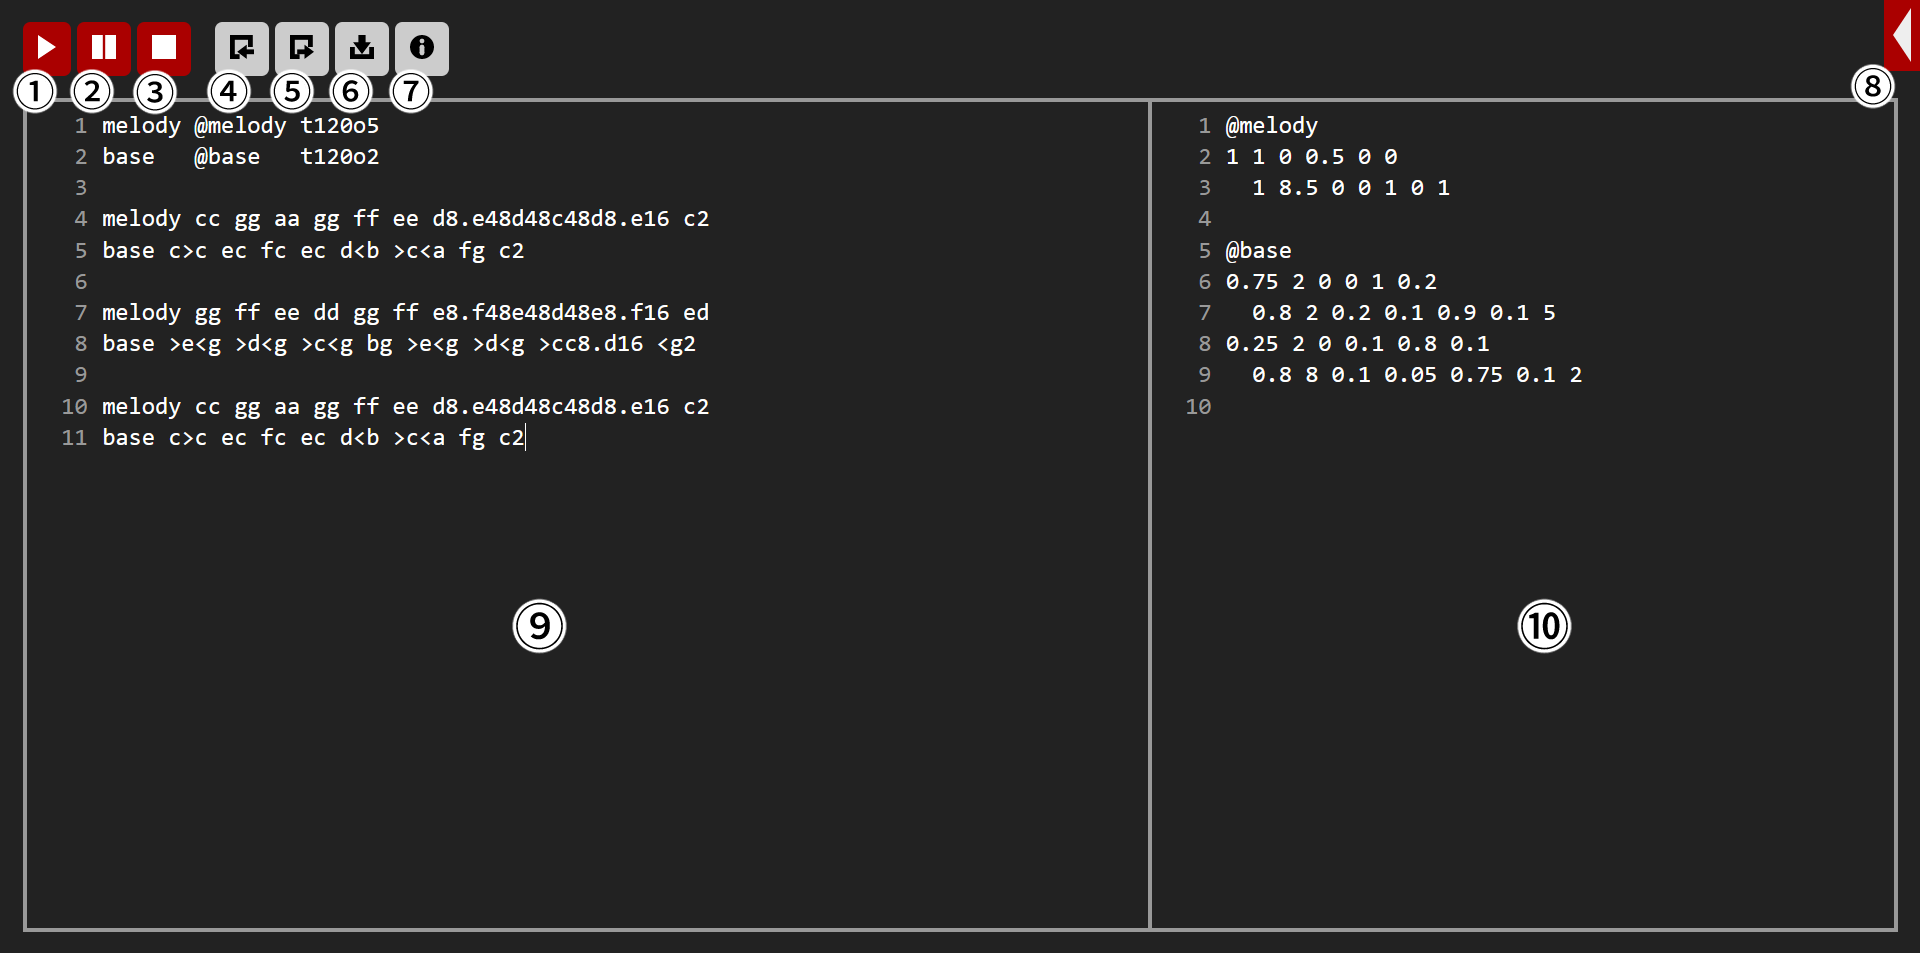 ① ② ③ ④ ⑤ ⑥ ⑦ ⑧
1 melody @melody t120o5
2 base   @base   t120o2
3
4 melody cc gg aa gg ff ee d8.e48d48c48d8.e16 c2
5 base c>c ec fc ec d<b >c<a fg c2
6
7 melody gg ff ee dd gg ff e8.f48e48d48e8.f16 ed
8 base >e<g >d<g >c<g bg >e<g >d<g >cc8.d16 <g2
9
10 melody cc gg aa gg ff ee d8.e48d48c48d8.e16 c2
11 base c>c ec fc ec d<b >c<a fg c2
⑨
1 @melody
2 1 1 0 0.5 0 0
3   1 8.5 0 0 1 0 1
4
5 @base
6 0.75 2 0 0 1 0.2
7   0.8 2 0.2 0.1 0.9 0.1 5
8 0.25 2 0 0.1 0.8 0.1
9   0.8 8 0.1 0.05 0.75 0.1 2
10
⑩